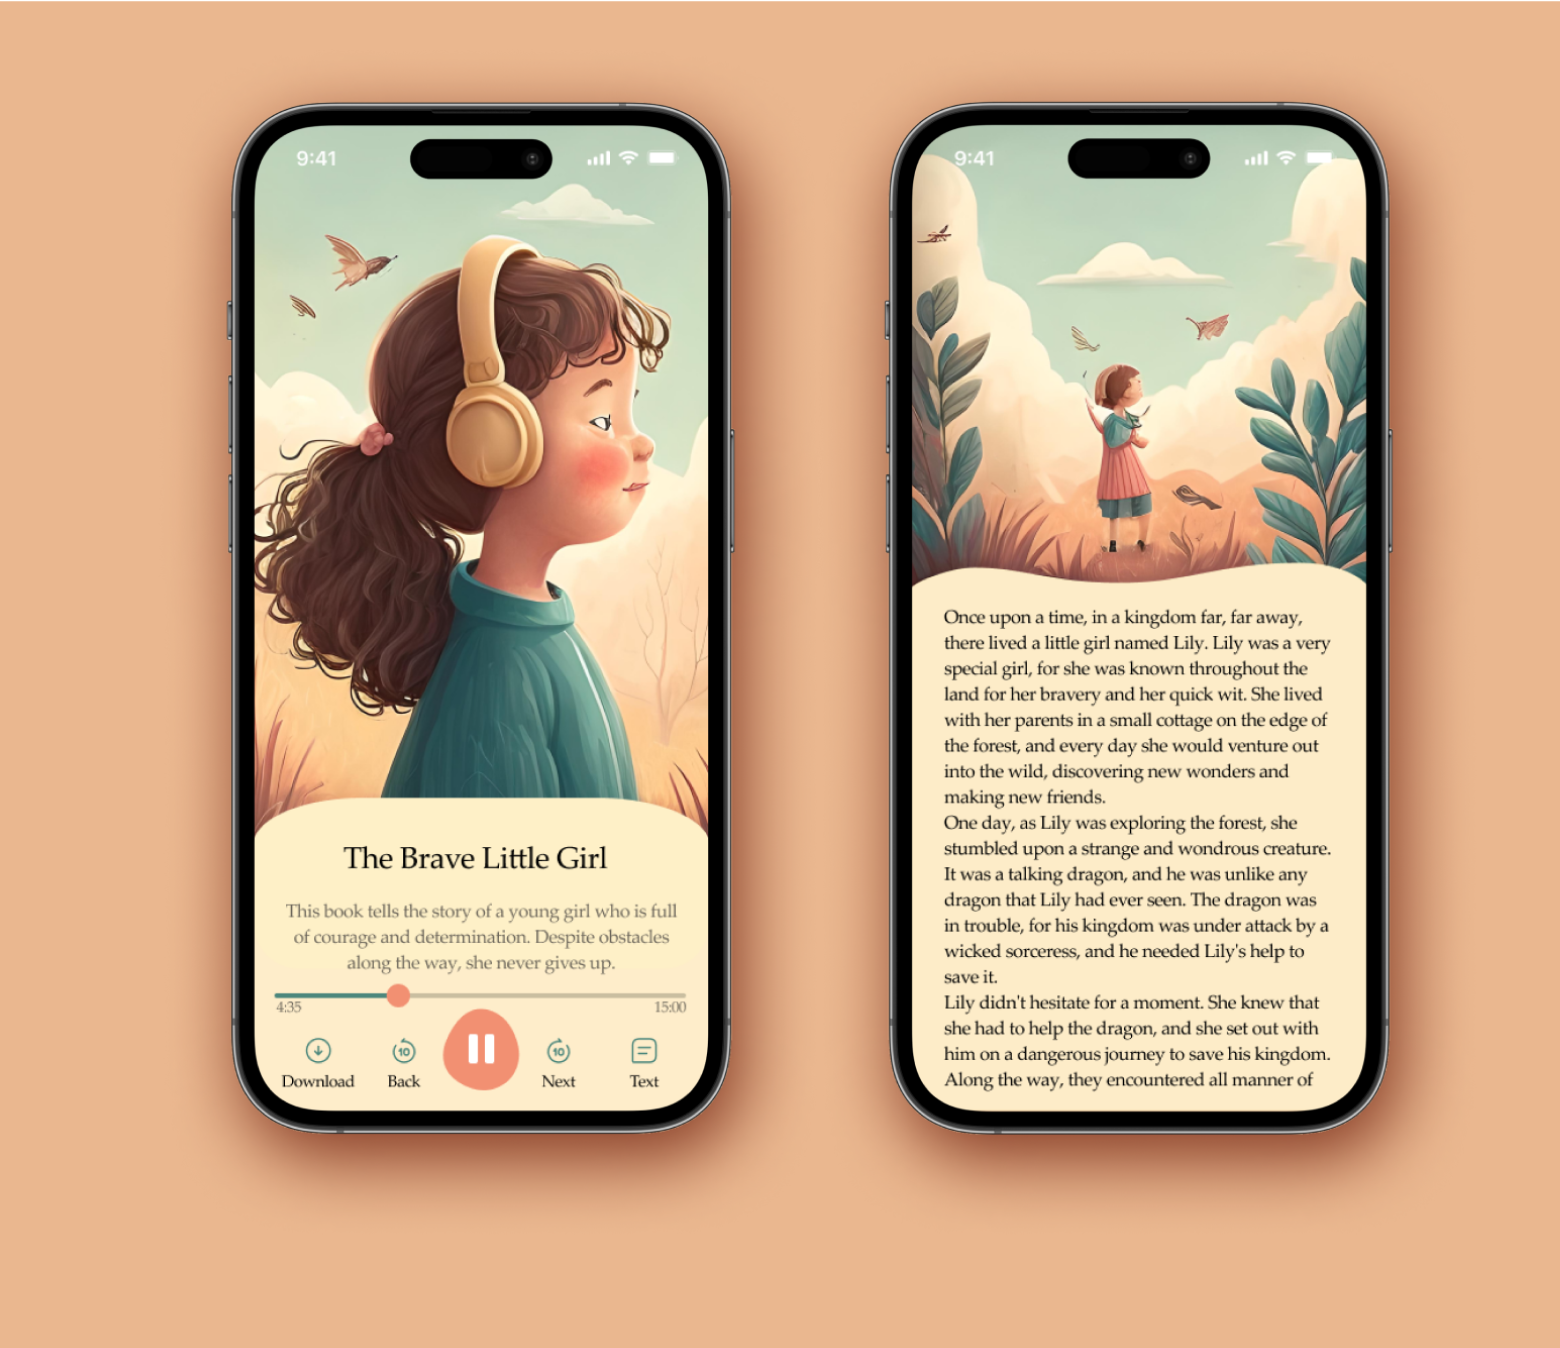 9:41
The Brave Little Girl
This book tells the story of a young girl who is full
of courage and determination. Despite obstacles
along the way, she never gives up.
4:35 15:00
10 10
Download Back Next Text
9:41
Once upon a time, in a kingdom far, far away,
there lived a little girl named Lily. Lily was a very
special girl, for she was known throughout the
land for her bravery and her quick wit. She lived
with her parents in a small cottage on the edge of
the forest, and every day she would venture out
into the wild, discovering new wonders and
making new friends.
One day, as Lily was exploring the forest, she
stumbled upon a strange and wondrous creature.
It was a talking dragon, and he was unlike any
dragon that Lily had ever seen. The dragon was
in trouble, for his kingdom was under attack by a
wicked sorceress, and he needed Lily's help to
save it.
Lily didn't hesitate for a moment. She knew that
she had to help the dragon, and she set out with
him on a dangerous journey to save his kingdom.
Along the way, they encountered all manner of